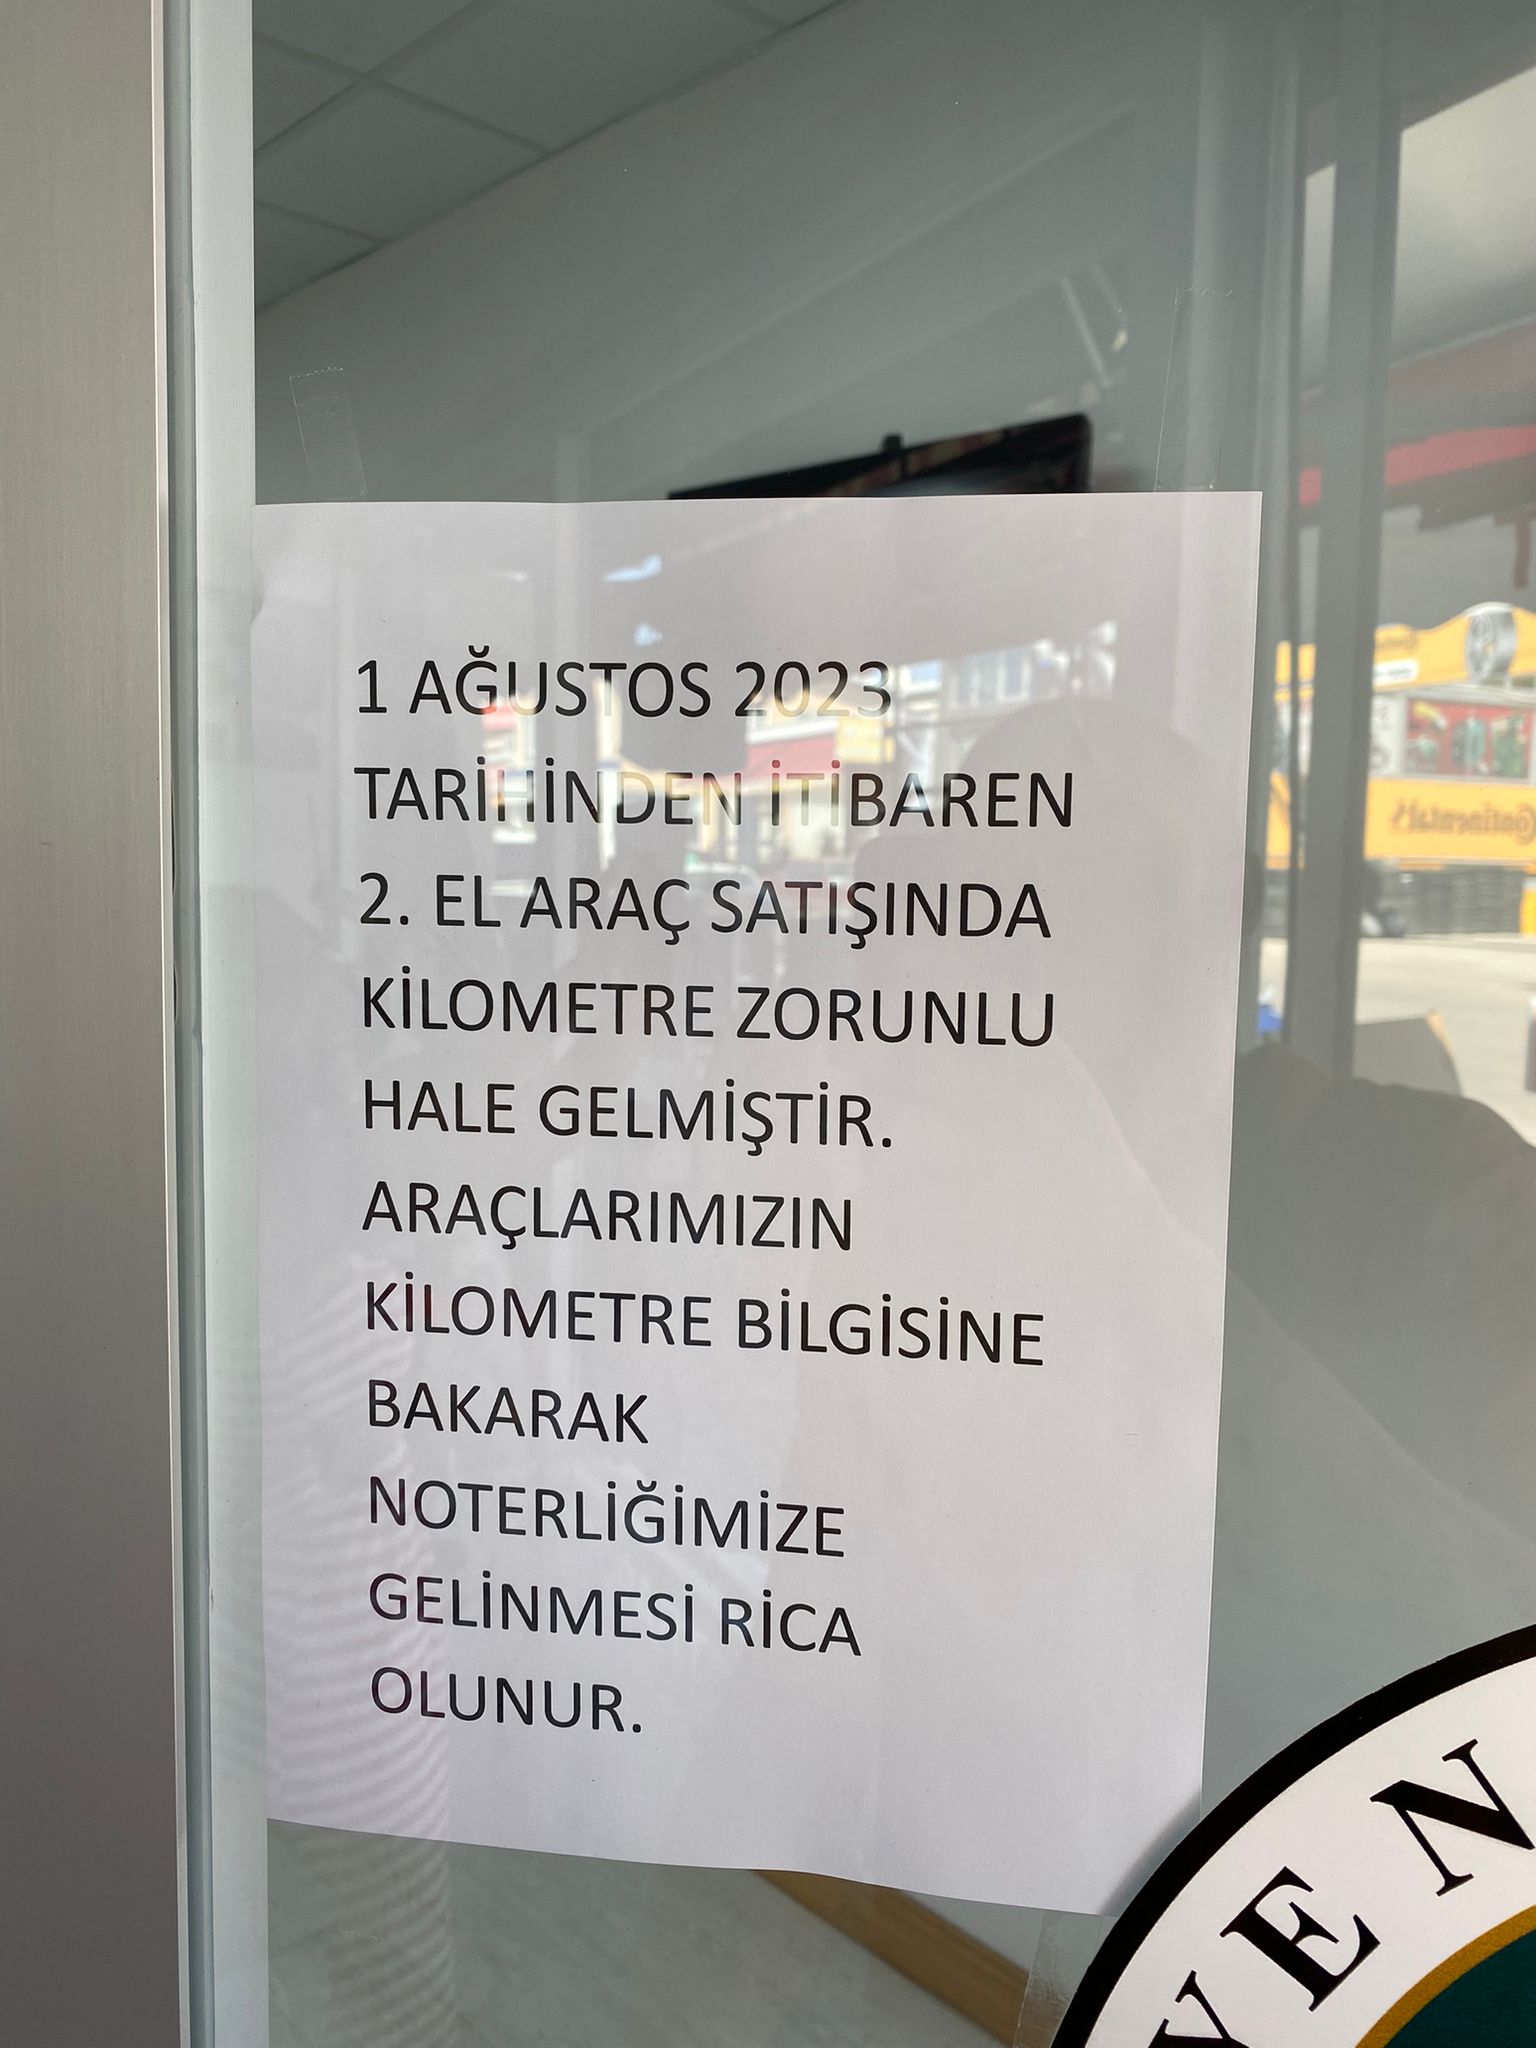 1 AĞUSTOS 2023
TARİHİNDEN İTİBAREN
2. EL ARAÇ SATIŞINDA
KİLOMETRE ZORUNLU
HALE GELMİŞTİR.
ARAÇLARIMIZIN
KİLOMETRE BİLGİSİNE
BAKARAK
NOTERLİĞİMİZE
GELİNMESİ RİCA
OLUNUR.
Continental